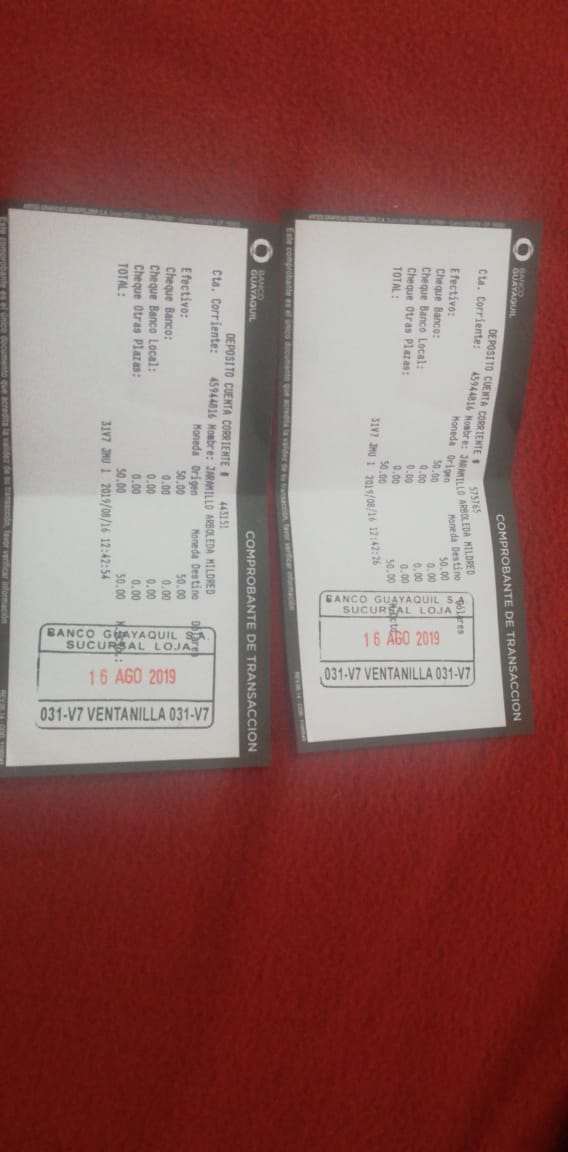 BANCO
GUAYAQUIL
COMPROBANTE DE TRANSACCION
DEPOSITO CUENTA CORRIENTE # 575765
Cta. Corriente: 45944816 Nombre: JARAMILLO ARBOLEDA MILDRED
Moneda Origen Moneda Destino Dolares
Efectivo: 50.00 50.00
Cheque Banco: 0.00 0.00
Cheque Banco Local: 0.00 0.00
Cheque Otras Plazas: 0.00 0.00
TOTAL: 50.00 50.00
31V7 JMU 1 2019/08/16 12:42:26
BANCO GUAYAQUIL S.A
SUCURSAL LOJA
16 AGO 2019
031-V7 VENTANILLA 031-V7
Este comprobante es el único documento que acredita la validez de su transacción, favor verificar información
BANCO
GUAYAQUIL
COMPROBANTE DE TRANSACCION
DEPOSITO CUENTA CORRIENTE # 443151
Cta. Corriente: 45944816 Nombre: JARAMILLO ARBOLEDA MILDRED
Moneda Origen Moneda Destino Dolares
Efectivo: 50.00 50.00
Cheque Banco: 0.00 0.00
Cheque Banco Local: 0.00 0.00
Cheque Otras Plazas: 0.00 0.00
TOTAL: 50.00 50.00
31V7 JMU 1 2019/08/16 12:42:54
BANCO GUAYAQUIL S.A
SUCURSAL LOJA
16 AGO 2019
031-V7 VENTANILLA 031-V7
Este comprobante es el único documento que acredita la validez de su transacción, favor verificar información